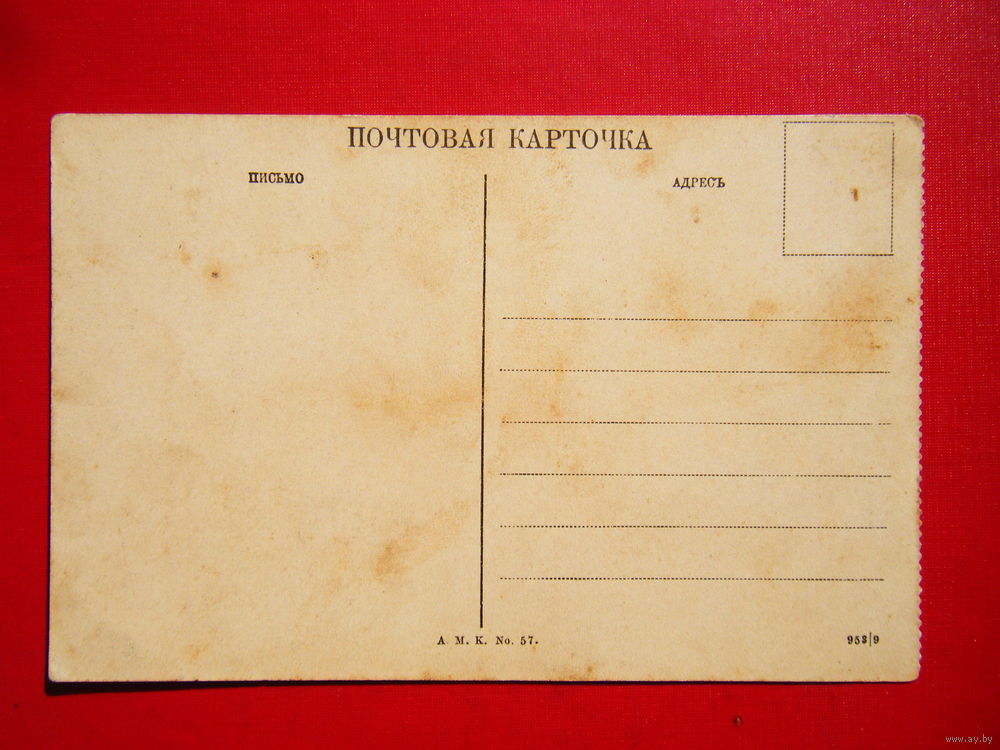 ПОЧТОВАЯ КАРТОЧКА
ПИСЬМО
АДРЕСЪ
А. М. К. No. 57.
953|9
www.ay.by